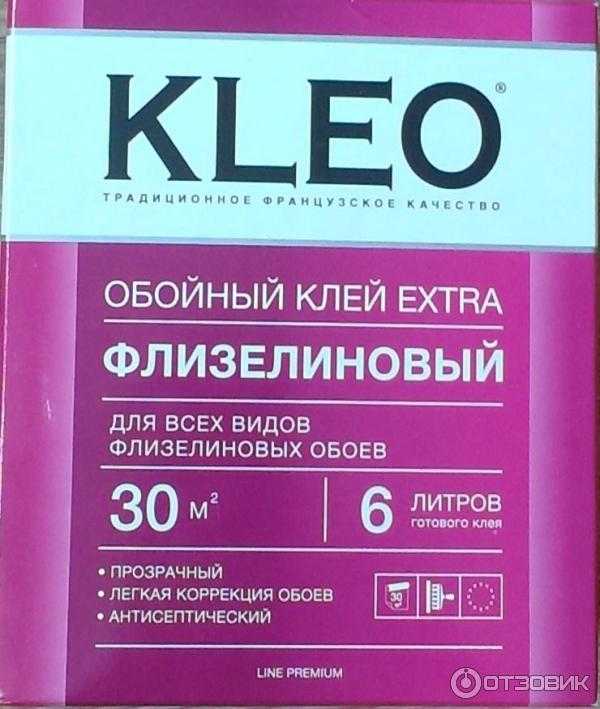 KLEO®
ТРАДИЦИОННОЕ ФРАНЦУЗСКОЕ КАЧЕСТВО
ОБОЙНЫЙ КЛЕЙ EXTRA
ФЛИЗЕЛИНОВЫЙ
ДЛЯ ВСЕХ ВИДОВ
ФЛИЗЕЛИНОВЫХ ОБОЕВ
30 м²
6 ЛИТРОВ
готового клея
• ПРОЗРАЧНЫЙ
• ЛЕГКАЯ КОРРЕКЦИЯ ОБОЕВ
• АНТИСЕПТИЧЕСКИЙ
30 м²
LINE PREMIUM
ОТЗОВИК